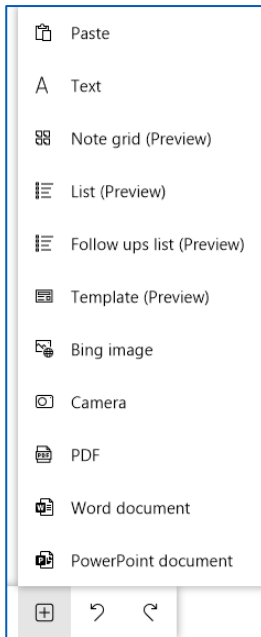 Paste
Text
Note grid (Preview)
List (Preview)
Follow ups list (Preview)
Template (Preview)
Bing image
Camera
PDF
Word document
PowerPoint document